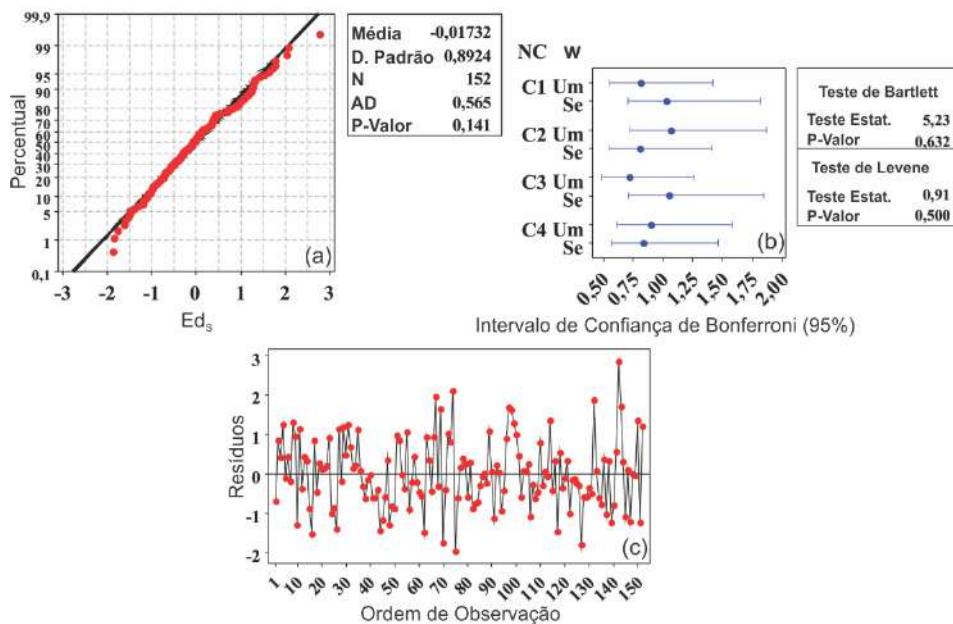 99,9
99
95
90
80
70
60
50
40
30
20
10
5
1
0,1
Percentual
-3 -2 -1 0 1 2 3
Ed_s
(a)
Média -0,01732
D. Padrão 0,8924
N 152
AD 0,565
P-Valor 0,141
NC W
C1 Um
Se
C2 Um
Se
C3 Um
Se
C4 Um
Se
(b)
0,50 0,75 1,00 1,25 1,50 1,75 2,00
Intervalo de Confiança de Bonferroni (95%)
Teste de Bartlett
Teste Estat. 5,23
P-Valor 0,632
Teste de Levene
Teste Estat. 0,91
P-Valor 0,500
3
2
1
0
-1
-2
Resíduos
(c)
1 10 20 30 40 50 60 70 80 90 100 110 120 130 140 150
Ordem de Observação